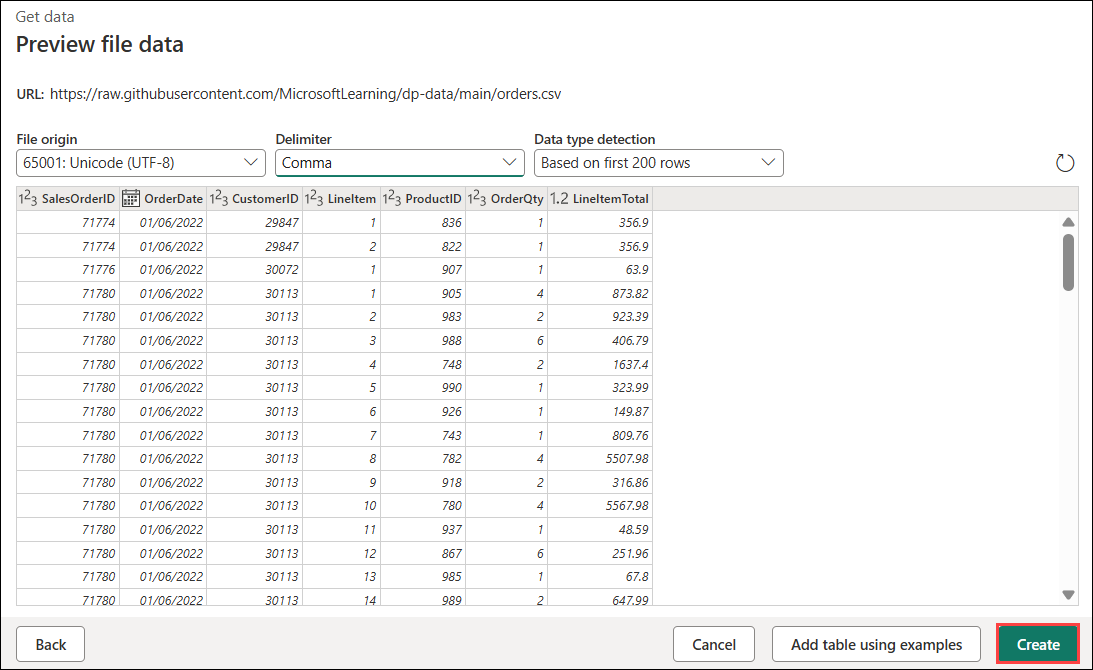 Get data
Preview file data
URL: https://raw.githubusercontent.com/MicrosoftLearning/dp-data/main/orders.csv
File origin Delimiter Data type detection
65001: Unicode (UTF-8) Comma Based on first 200 rows
1²3 SalesOrderID OrderDate 1²3 CustomerID 1²3 LineItem 1²3 ProductID 1²3 OrderQty 1.2 LineItemTotal
71774 01/06/2022 29847 1 836 1 356.9
71774 01/06/2022 29847 2 822 1 356.9
71776 01/06/2022 30072 1 907 1 63.9
71780 01/06/2022 30113 1 905 4 873.82
71780 01/06/2022 30113 2 983 2 923.39
71780 01/06/2022 30113 3 988 6 406.79
71780 01/06/2022 30113 4 748 2 1637.4
71780 01/06/2022 30113 5 990 1 323.99
71780 01/06/2022 30113 6 926 1 149.87
71780 01/06/2022 30113 7 743 1 809.76
71780 01/06/2022 30113 8 782 4 5507.98
71780 01/06/2022 30113 9 918 2 316.86
71780 01/06/2022 30113 10 780 4 5567.98
71780 01/06/2022 30113 11 937 1 48.59
71780 01/06/2022 30113 12 867 6 251.96
71780 01/06/2022 30113 13 985 1 67.8
71780 01/06/2022 30113 14 989 2 647.99
Back Cancel Add table using examples Create